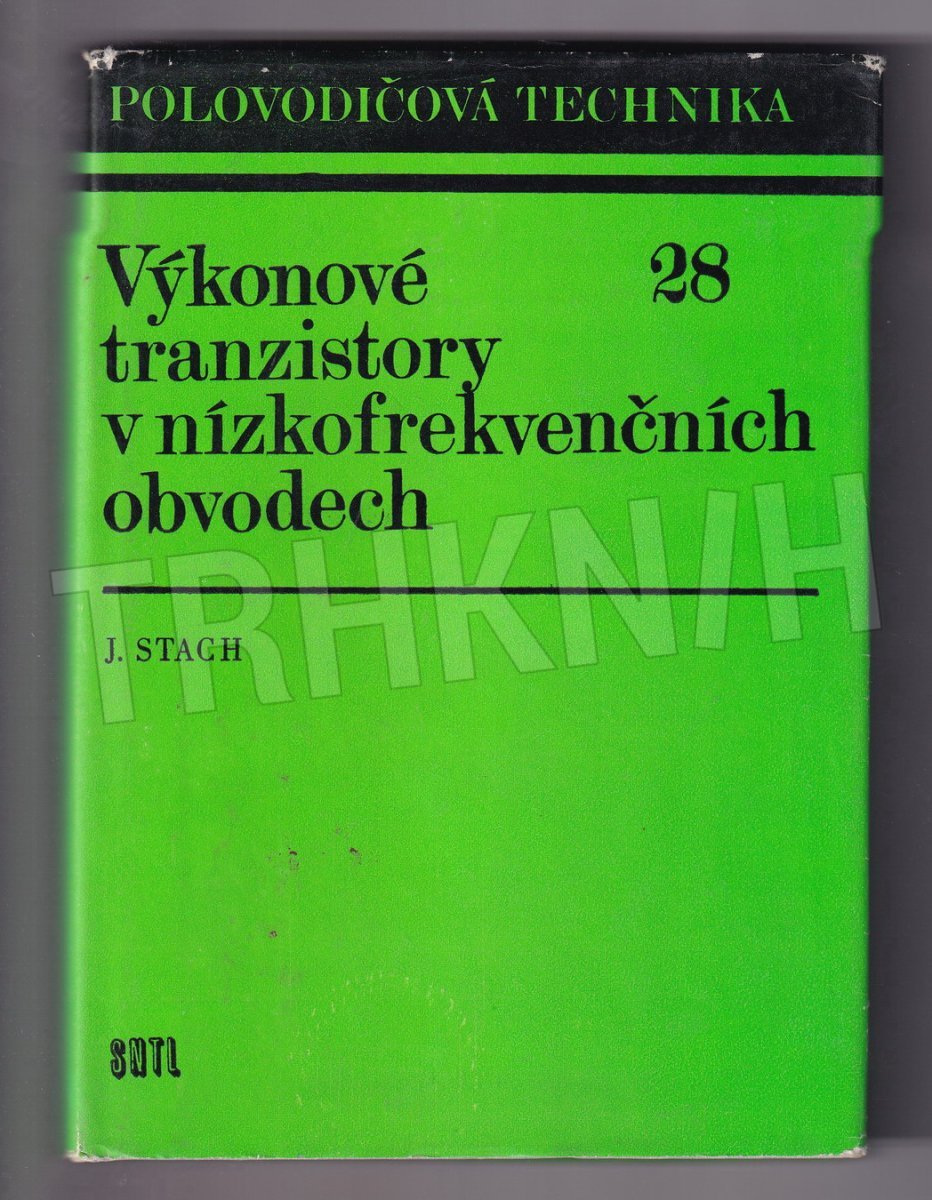 POLOVODIČOVÁ TECHNIKA
Výkonové 28
tranzistory
v nízkofrekvenčních
obvodech
J. STACH
TRHKNIH
SNTL